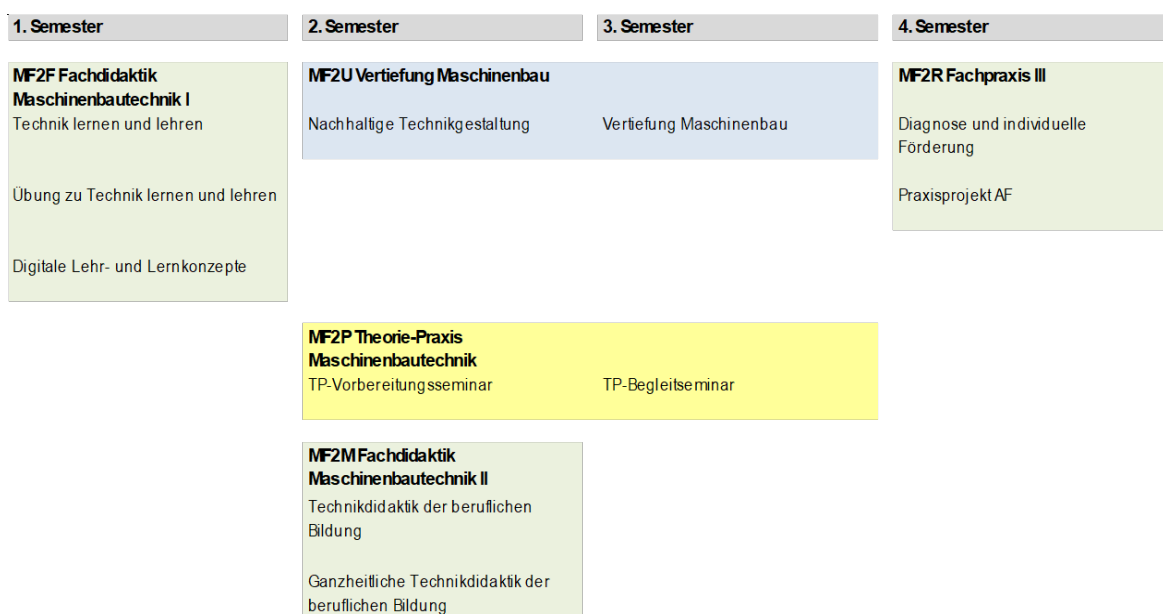 1. Semester
2. Semester
3. Semester
4. Semester
MF2F Fachdidaktik
Maschinenbautechnik I
Technik lernen und lehren
Übung zu Technik lernen und lehren
Digitale Lehr- und Lernkonzepte
MF2U Vertiefung Maschinenbau
Nachhaltige Technikgestaltung
Vertiefung Maschinenbau
MF2R Fachpraxis III
Diagnose und individuelle
Förderung
Praxisprojekt AF
MF2P Theorie-Praxis
Maschinenbautechnik
TP-Vorbereitungsseminar
TP-Begleitseminar
MF2M Fachdidaktik
Maschinenbautechnik II
Technikdidaktik der beruflichen
Bildung
Ganzheitliche Technikdidaktik der
beruflichen Bildung